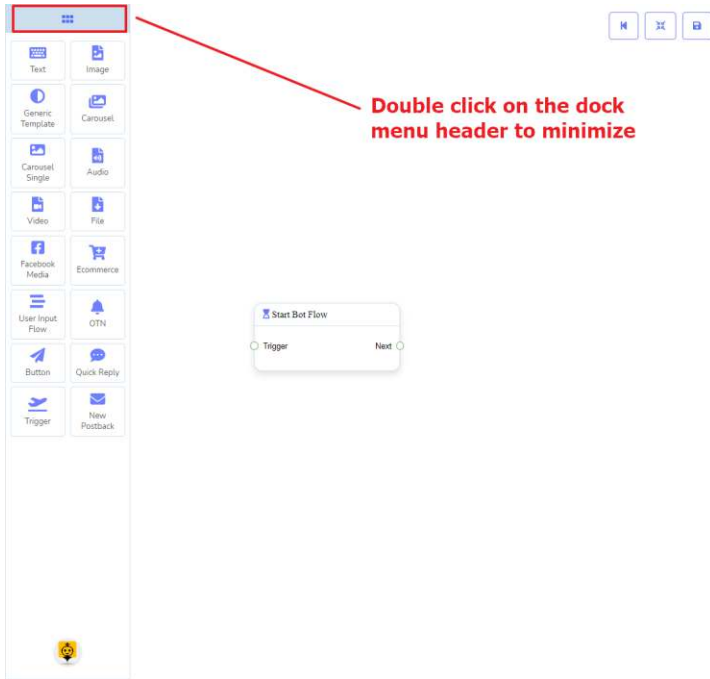 Double click on the dock
menu header to minimize
Text
Image
Generic
Template
Carousel
Carousel
Single
Audio
Video
File
Facebook
Media
Ecommerce
User Input
Flow
OTN
Button
Quick Reply
Trigger
New
Postback
Start Bot Flow
Trigger
Next